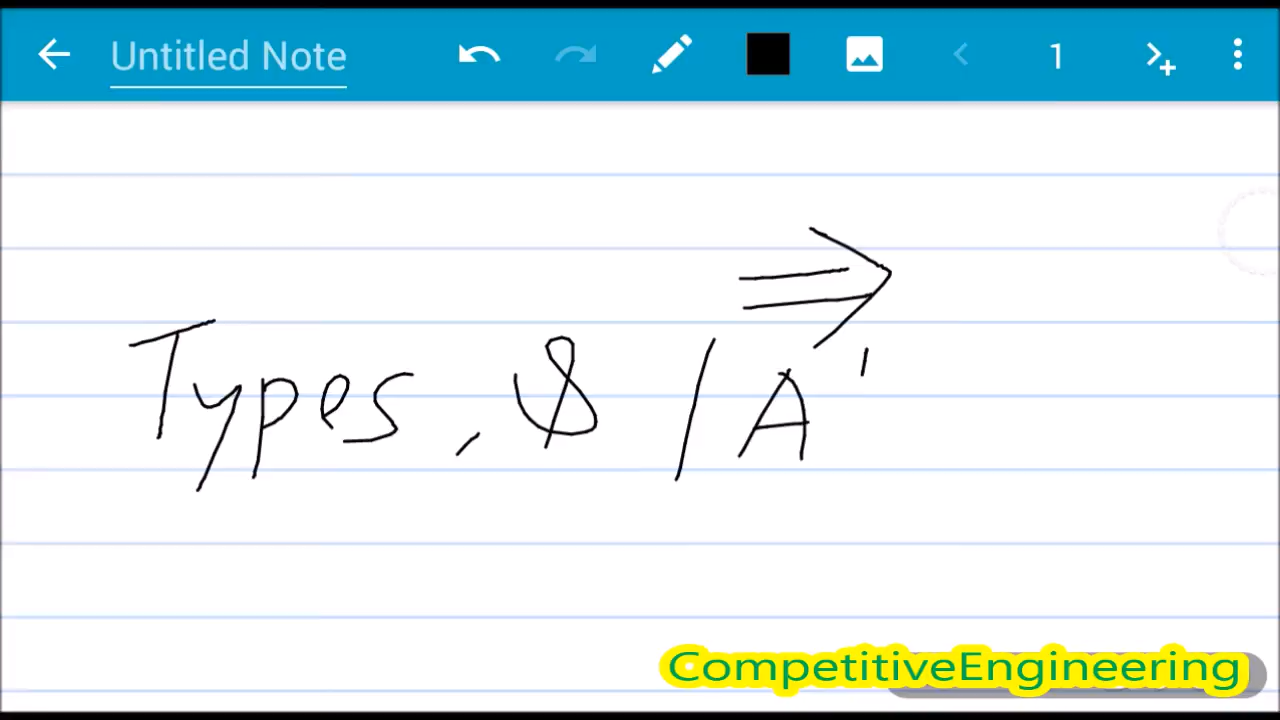 Untitled Note
1
⇒
Types, & / A'
CompetitiveEngineering